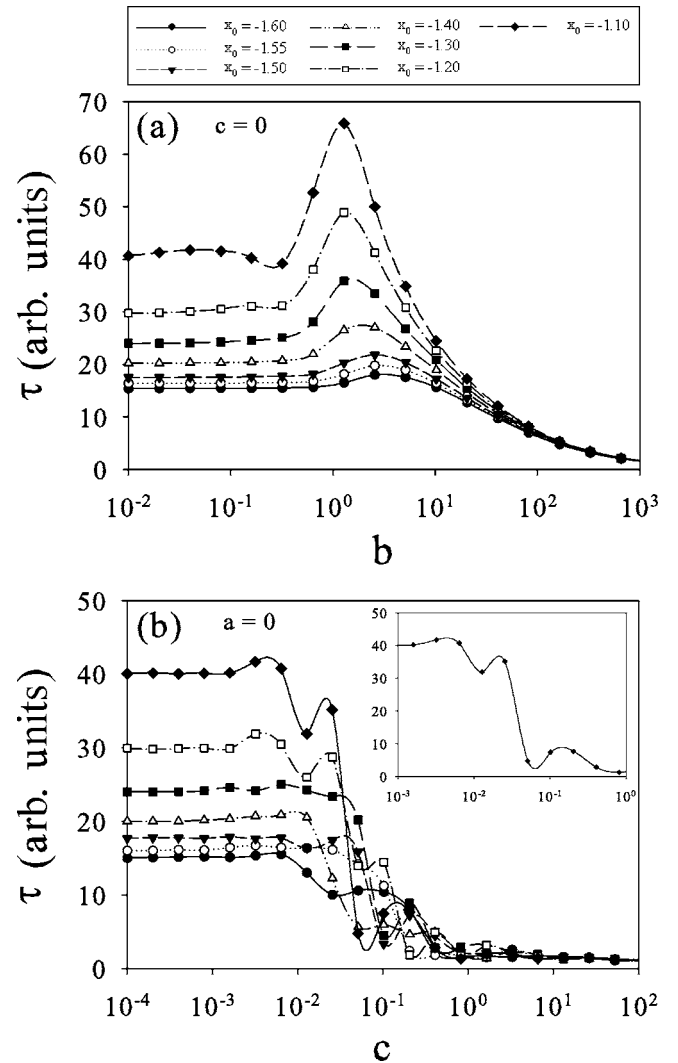 x₀ = -1.60 x₀ = -1.40 x₀ = -1.10
x₀ = -1.55 x₀ = -1.30
x₀ = -1.50 x₀ = -1.20
70
(a) c = 0
60
50
40
30
20
10
0
τ (arb. units)
10⁻² 10⁻¹ 10⁰ 10¹ 10² 10³
b
50
(b) a = 0
40
30
20
10
0
τ (arb. units)
50
40
30
20
10
0
10⁻³ 10⁻² 10⁻¹ 10⁰
10⁻⁴ 10⁻³ 10⁻² 10⁻¹ 10⁰ 10¹ 10²
c